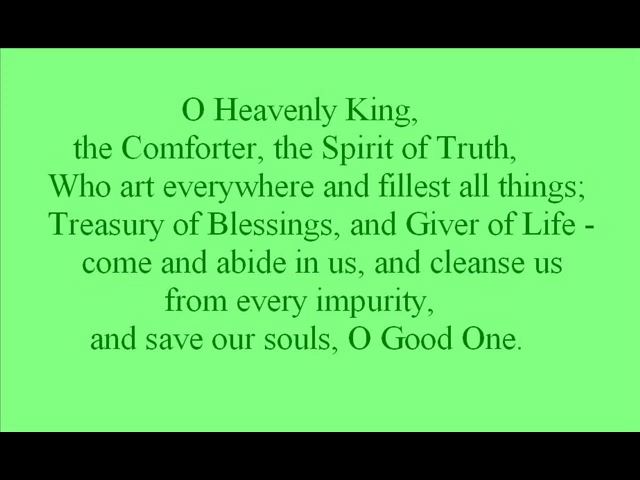 O Heavenly King,
the Comforter, the Spirit of Truth,
Who art everywhere and fillest all things;
Treasury of Blessings, and Giver of Life -
come and abide in us, and cleanse us
from every impurity,
and save our souls, O Good One.